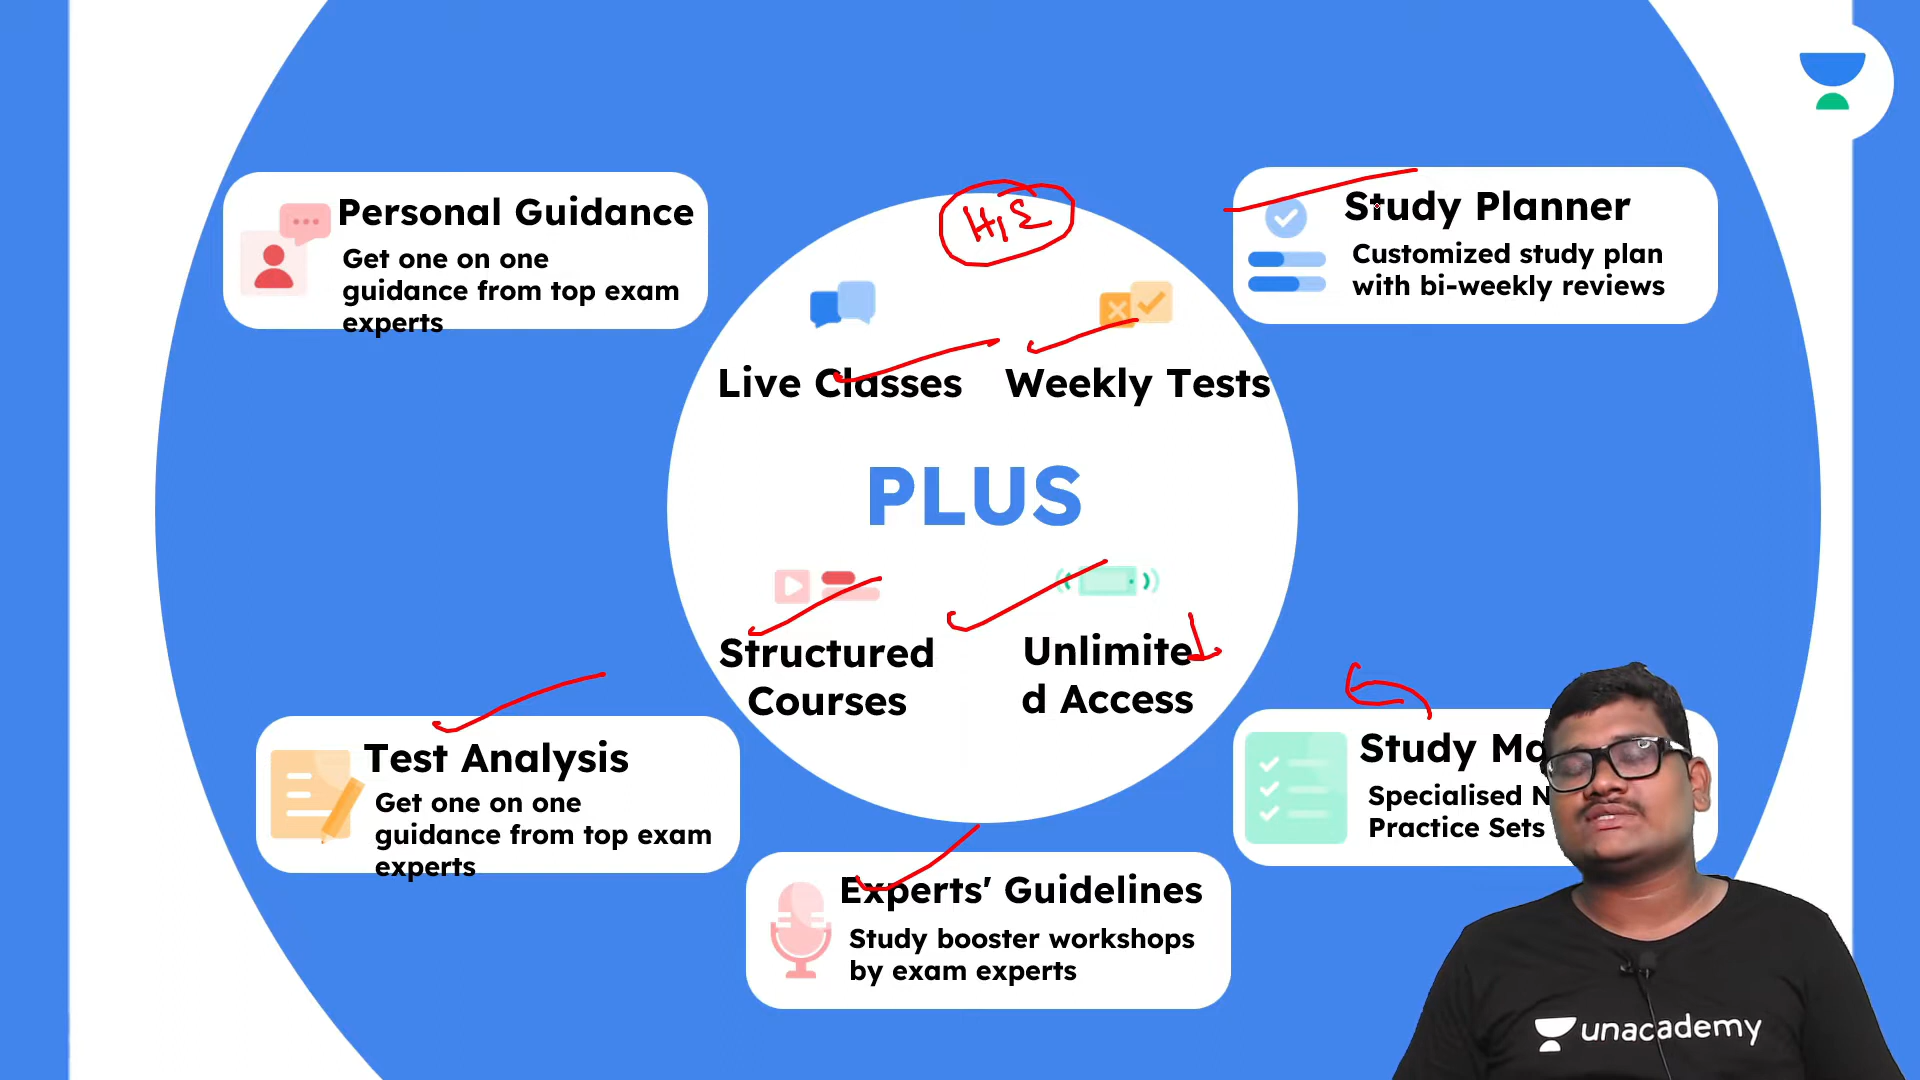 Personal Guidance
Get one on one
guidance from top exam
experts
H,E
Study Planner
Customized study plan
with bi-weekly reviews
Live Classes
Weekly Tests
PLUS
Structured
Courses
Unlimite
d Access
Test Analysis
Get one on one
guidance from top exam
experts
Study
Specialised
Practice Sets
Experts' Guidelines
Study booster workshops
by exam experts
unacademy